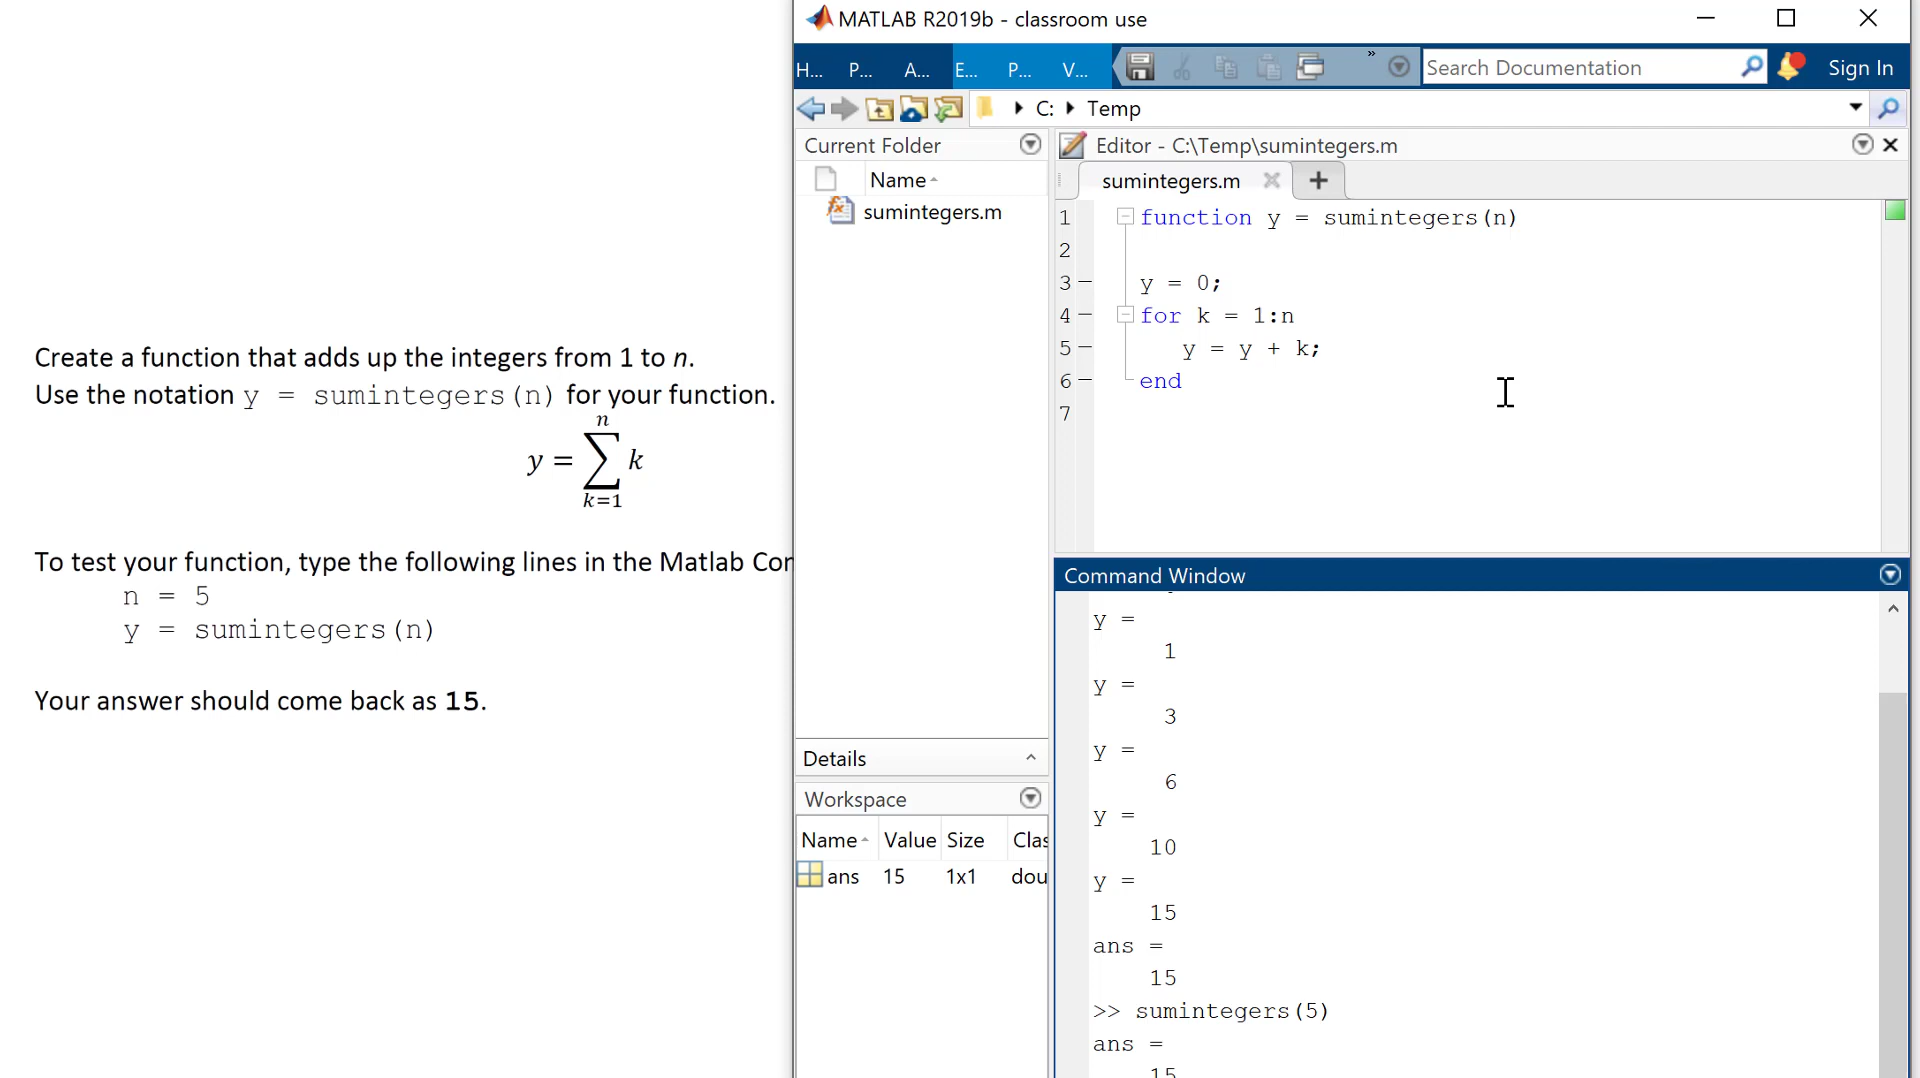 Create a function that adds up the integers from 1 to n.
Use the notation y = sumintegers(n) for your function.
n
y = ∑ k
k=1
To test your function, type the following lines in the Matlab Cor
n = 5
y = sumintegers(n)
Your answer should come back as 15.
MATLAB R2019b - classroom use
H... P... A... E... P... V... » Search Documentation Sign In
C: Temp
Current Folder
Name
sumintegers.m
Details
Workspace
Name Value Size Clas
ans 15 1x1 dou
Editor - C:\Temp\sumintegers.m
sumintegers.m +
1 function y = sumintegers(n)
2
3 y = 0;
4 for k = 1:n
5 y = y + k;
6 end
7
Command Window
y =
1
y =
3
y =
6
y =
10
y =
15
ans =
15
>> sumintegers(5)
ans =
15